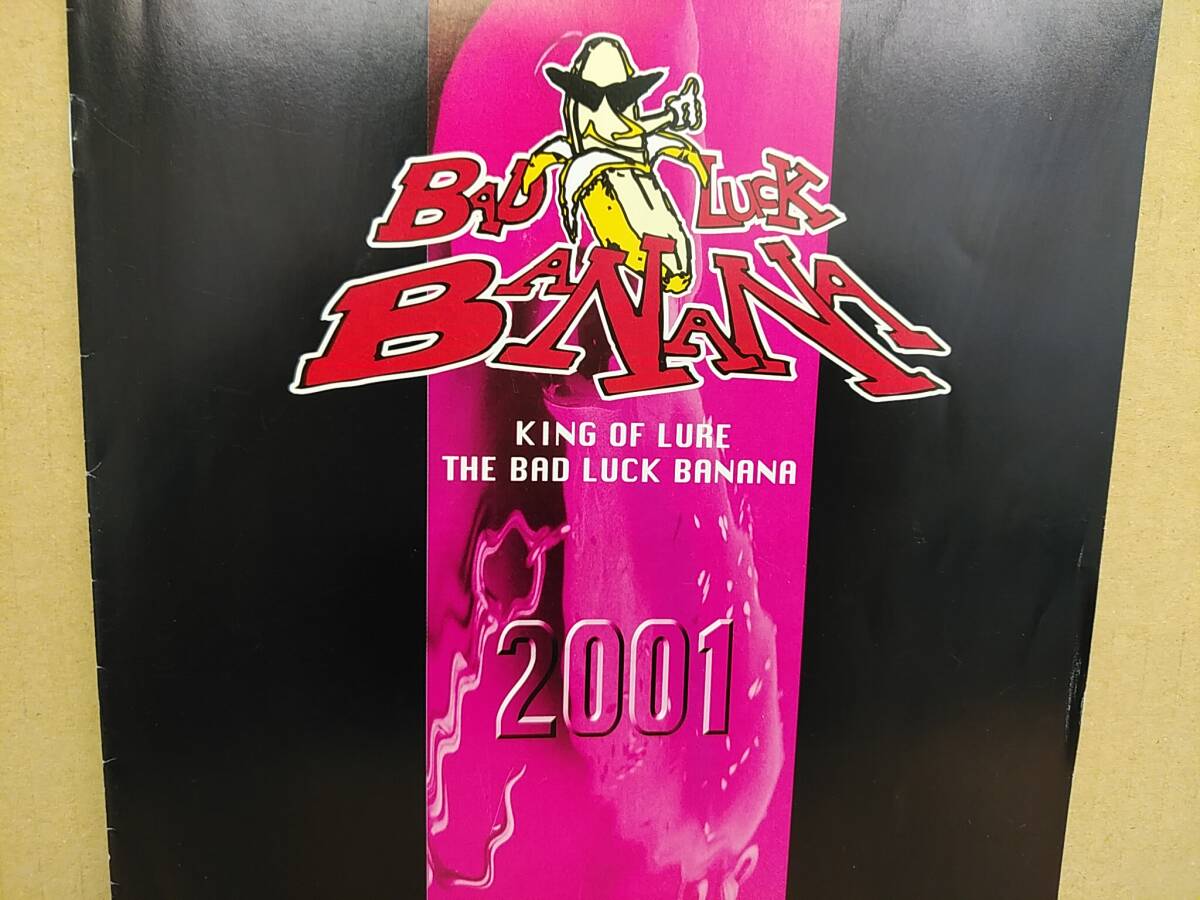 BAD LUCK
BANANA
KING OF LURE
THE BAD LUCK BANANA
2001